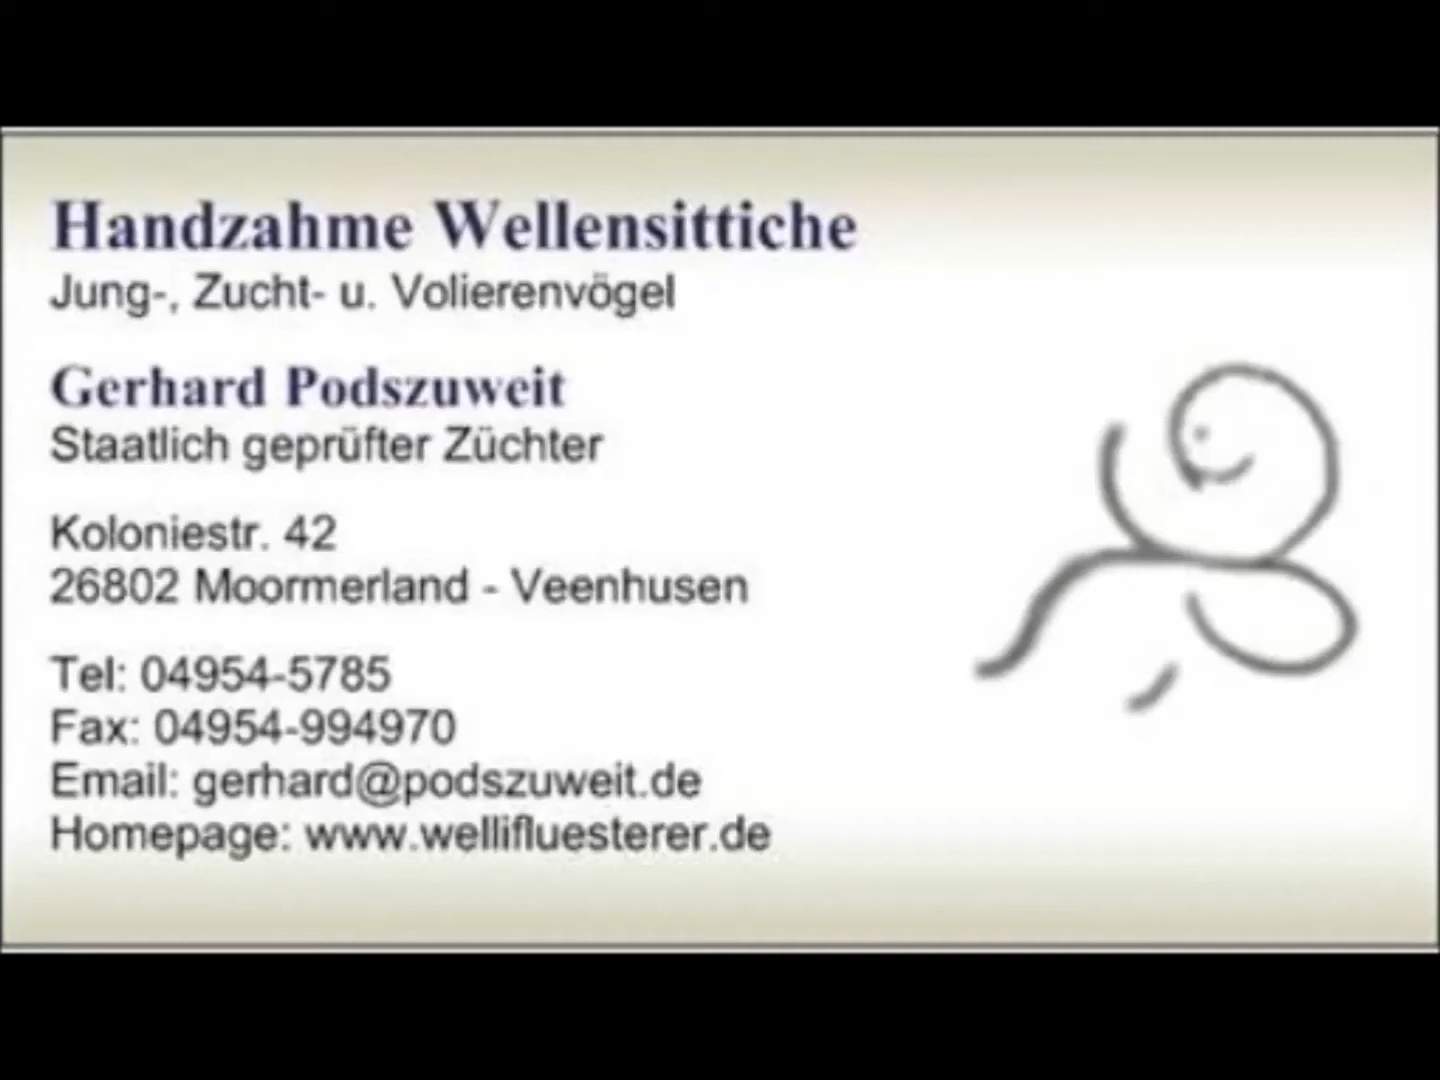 Handzahme Wellensittiche
Jung-, Zucht- u. Volierenvögel
Gerhard Podszuweit
Staatlich geprüfter Züchter
Koloniestr. 42
26802 Moormerland - Veenhusen
Tel: 04954-5785
Fax: 04954-994970
Email: gerhard@podszuweit.de
Homepage: www.wellifluesterer.de